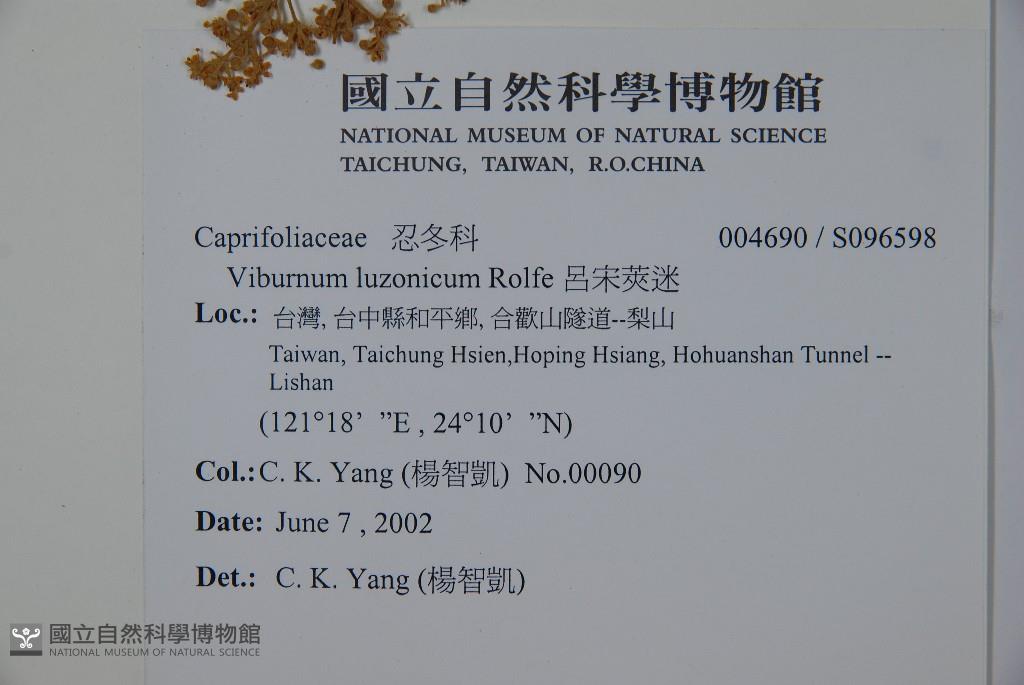 國立自然科學博物館
NATIONAL MUSEUM OF NATURAL SCIENCE
TAICHUNG, TAIWAN, R.O.CHINA
Caprifoliaceae 忍冬科 004690 / S096598
Viburnum luzonicum Rolfe 呂宋莢迷
Loc.: 台灣, 台中縣和平鄉, 合歡山隧道--梨山
Taiwan, Taichung Hsien,Hoping Hsiang, Hohuanshan Tunnel --
Lishan
(121°18’ ”E , 24°10’ ”N)
Col.: C. K. Yang (楊智凱) No.00090
Date: June 7 , 2002
Det.: C. K. Yang (楊智凱)
國立自然科學博物館
NATIONAL MUSEUM OF NATURAL SCIENCE